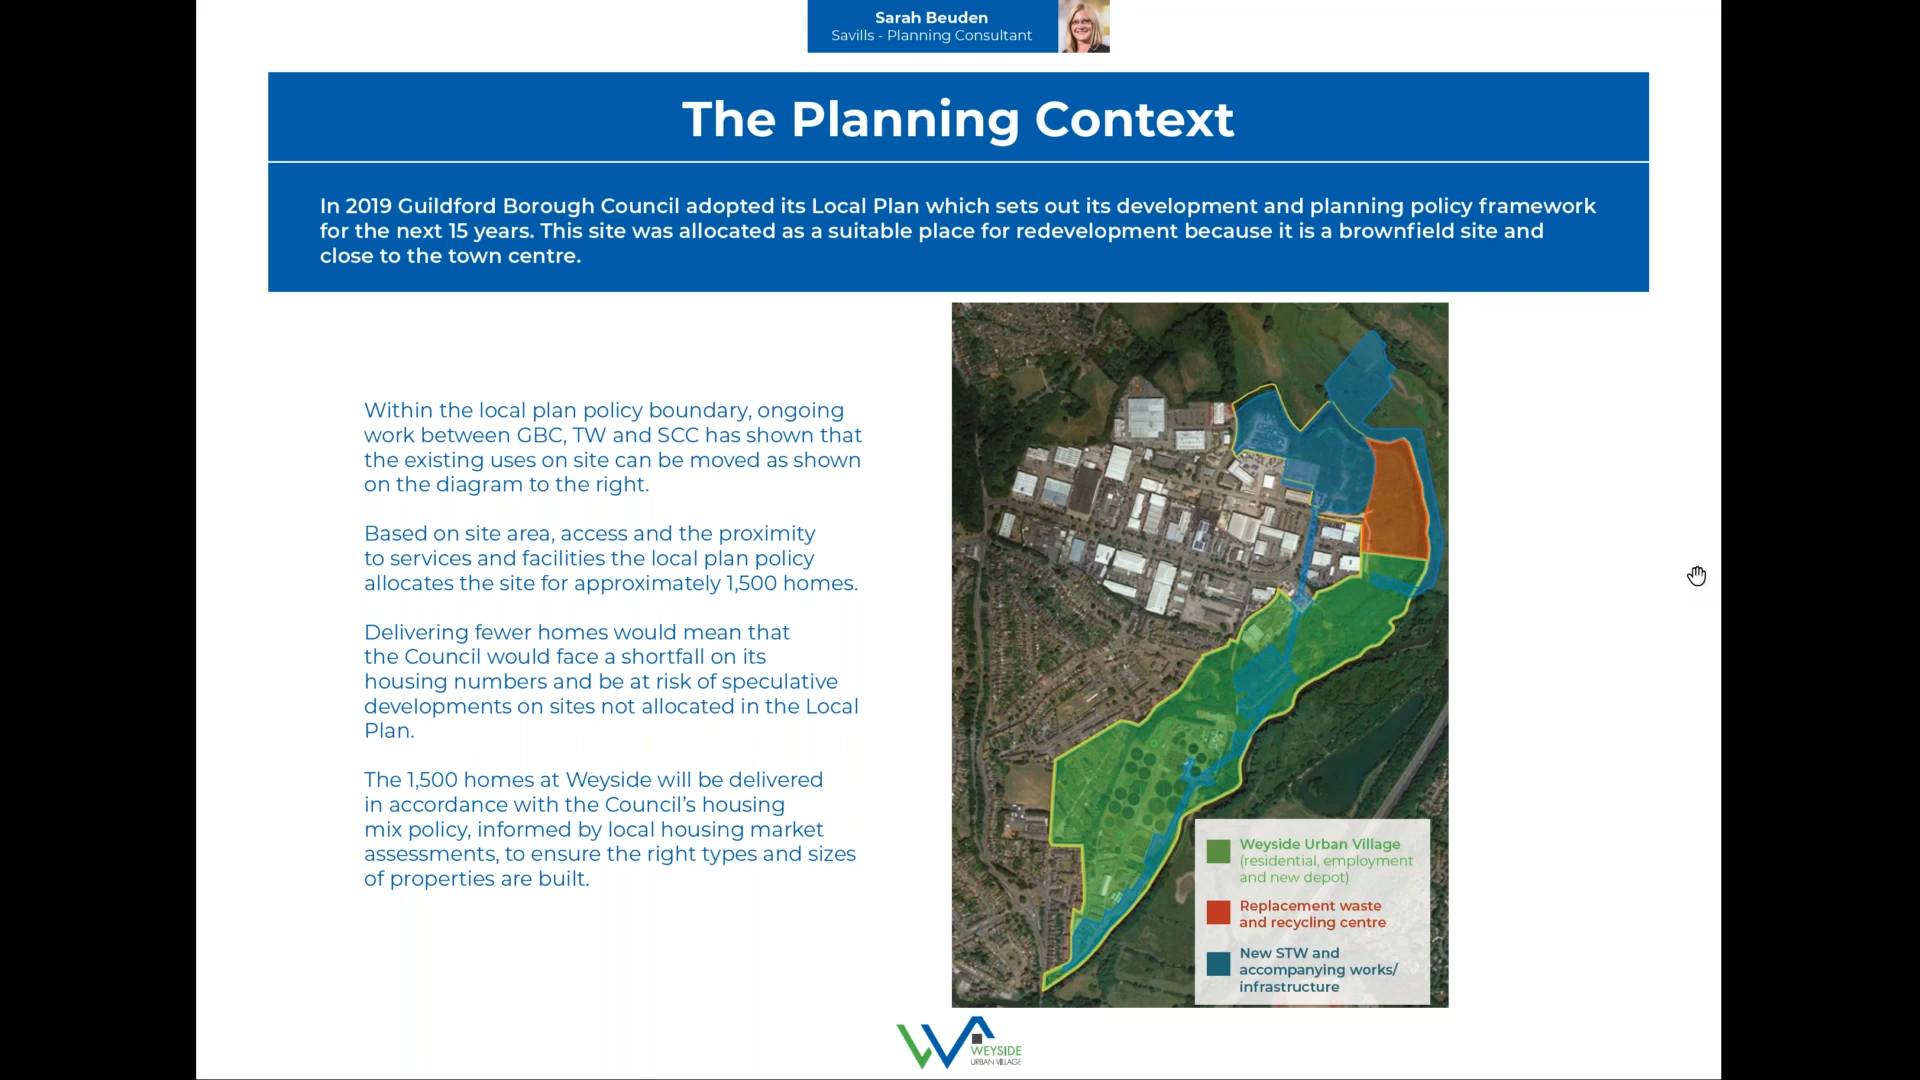 Sarah Beuden
Savills - Planning Consultant
The Planning Context
In 2019 Guildford Borough Council adopted its Local Plan which sets out its development and planning policy framework
for the next 15 years. This site was allocated as a suitable place for redevelopment because it is a brownfield site and
close to the town centre.
Within the local plan policy boundary, ongoing
work between GBC, TW and SCC has shown that
the existing uses on site can be moved as shown
on the diagram to the right.
Based on site area, access and the proximity
to services and facilities the local plan policy
allocates the site for approximately 1,500 homes.
Delivering fewer homes would mean that
the Council would face a shortfall on its
housing numbers and be at risk of speculative
developments on sites not allocated in the Local
Plan.
The 1,500 homes at Weyside will be delivered
in accordance with the Council's housing
mix policy, informed by local housing market
assessments, to ensure the right types and sizes
of properties are built.
Weyside Urban Village
(residential, employment
and new depot)
Replacement waste
and recycling centre
New STW and
accompanying works/
infrastructure
WEYSIDE
URBAN VILLAGE